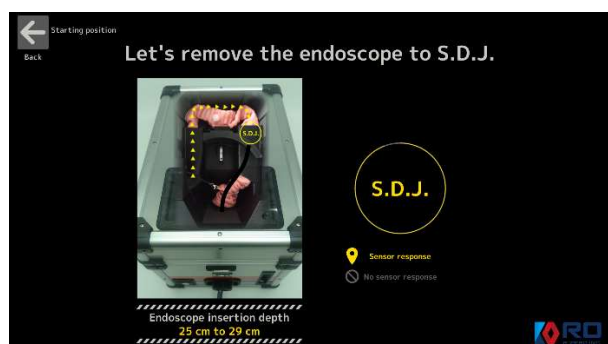 Starting position
Back
Let's remove the endoscope to S.D.J.
S.D.J.
S.D.J.
Sensor response
No sensor response
Endoscope insertion depth
25 cm to 29 cm
RD